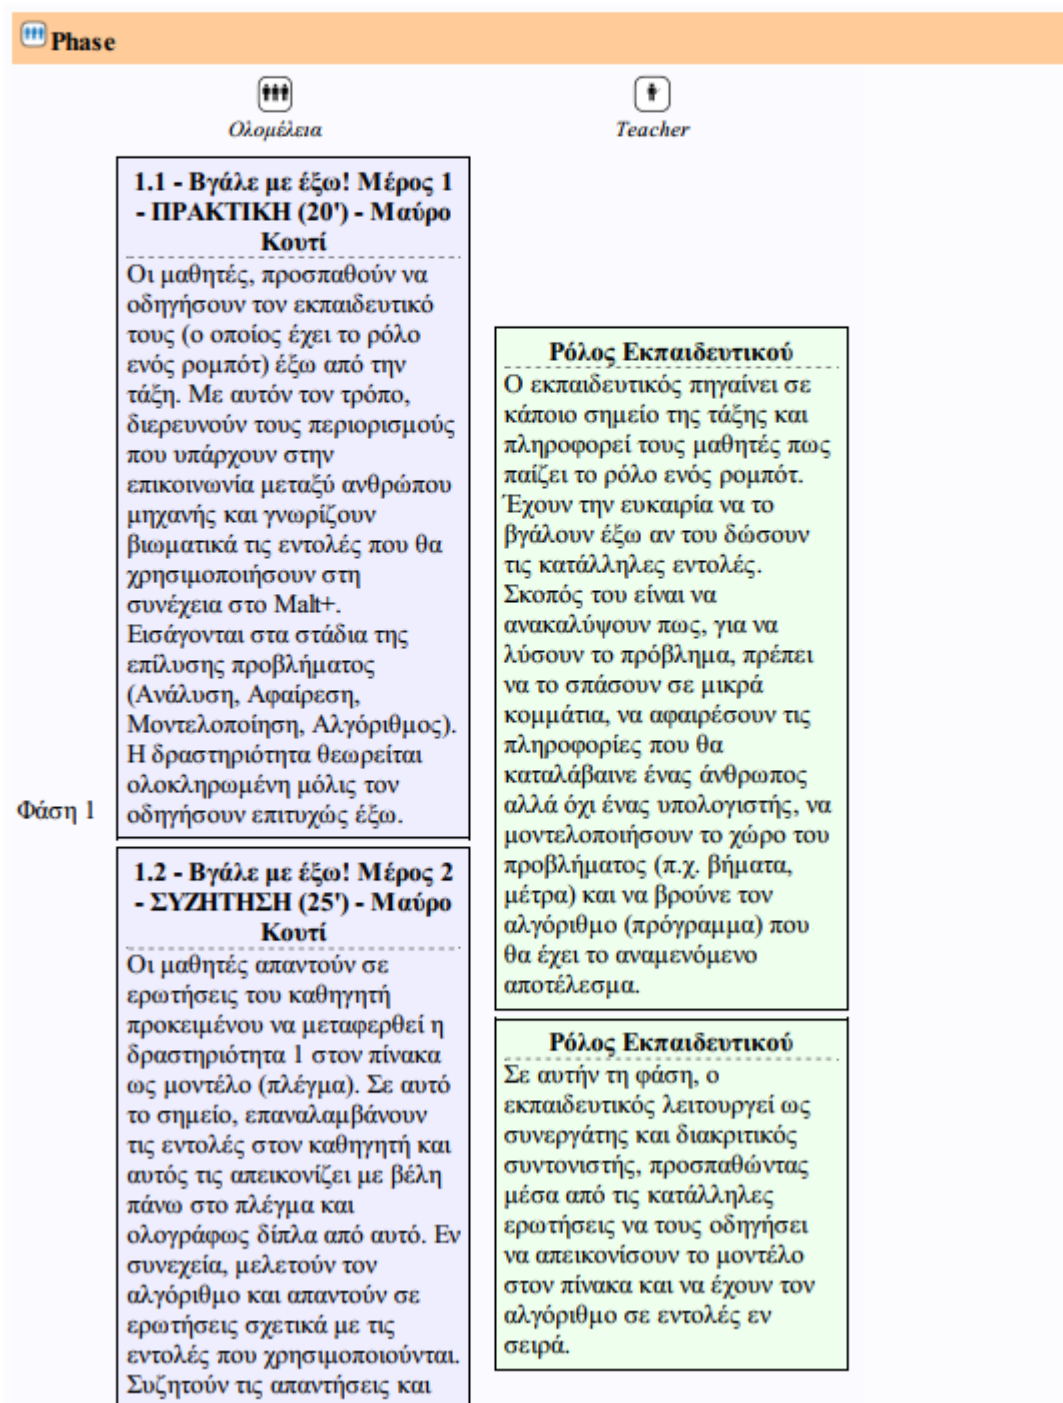 Phase
Ολομέλεια
Teacher
1.1 - Βγάλε με έξω! Μέρος 1
- ΠΡΑΚΤΙΚΗ (20') - Μαύρο
Κουτί
Οι μαθητές, προσπαθούν να
οδηγήσουν τον εκπαιδευτικό
τους (ο οποίος έχει το ρόλο
ενός ρομπότ) έξω από την
τάξη. Με αυτόν τον τρόπο,
διερευνούν τους περιορισμούς
που υπάρχουν στην
επικοινωνία μεταξύ ανθρώπου
μηχανής και γνωρίζουν
βιωματικά τις εντολές που θα
χρησιμοποιήσουν στη
συνέχεια στο Malt+.
Εισάγονται στα στάδια της
επίλυσης προβλήματος
(Ανάλυση, Αφαίρεση,
Μοντελοποίηση, Αλγόριθμος).
Η δραστηριότητα θεωρείται
ολοκληρωμένη μόλις τον
οδηγήσουν επιτυχώς έξω.
Φάση 1
1.2 - Βγάλε με έξω! Μέρος 2
- ΣΥΖΗΤΗΣΗ (25') - Μαύρο
Κουτί
Οι μαθητές απαντούν σε
ερωτήσεις του καθηγητή
προκειμένου να μεταφερθεί η
δραστηριότητα 1 στον πίνακα
ως μοντέλο (πλέγμα). Σε αυτό
το σημείο, επαναλαμβάνουν
τις εντολές στον καθηγητή και
αυτός τις απεικονίζει με βέλη
πάνω στο πλέγμα και
ολογράφως δίπλα από αυτό. Εν
συνεχεία, μελετούν τον
αλγόριθμο και απαντούν σε
ερωτήσεις σχετικά με τις
εντολές που χρησιμοποιούνται.
Συζητούν τις απαντήσεις και
Ρόλος Εκπαιδευτικού
Ο εκπαιδευτικός πηγαίνει σε
κάποιο σημείο της τάξης και
πληροφορεί τους μαθητές πως
παίζει το ρόλο ενός ρομπότ.
Έχουν την ευκαιρία να το
βγάλουν έξω αν του δώσουν
τις κατάλληλες εντολές.
Σκοπός του είναι να
ανακαλύψουν πως, για να
λύσουν το πρόβλημα, πρέπει
να το σπάσουν σε μικρά
κομμάτια, να αφαιρέσουν τις
πληροφορίες που θα
καταλάβαινε ένας άνθρωπος
αλλά όχι ένας υπολογιστής, να
μοντελοποιήσουν το χώρο του
προβλήματος (π.χ. βήματα,
μέτρα) και να βρούνε τον
αλγόριθμο (πρόγραμμα) που
θα έχει το αναμενόμενο
αποτέλεσμα.
Ρόλος Εκπαιδευτικού
Σε αυτήν τη φάση, ο
εκπαιδευτικός λειτουργεί ως
συνεργάτης και διακριτικός
συντονιστής, προσπαθώντας
μέσα από τις κατάλληλες
ερωτήσεις να τους οδηγήσει
να απεικονίσουν το μοντέλο
στον πίνακα και να έχουν τον
αλγόριθμο σε εντολές εν
σειρά.